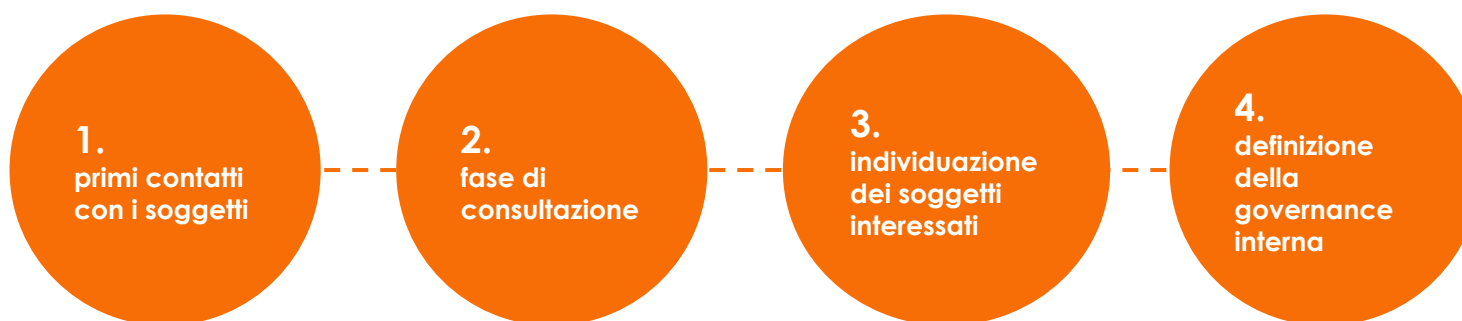 1.
primi contatti
con i soggetti
2.
fase di
consultazione
3.
individuazione
dei soggetti
interessati
4.
definizione
della
governance
interna